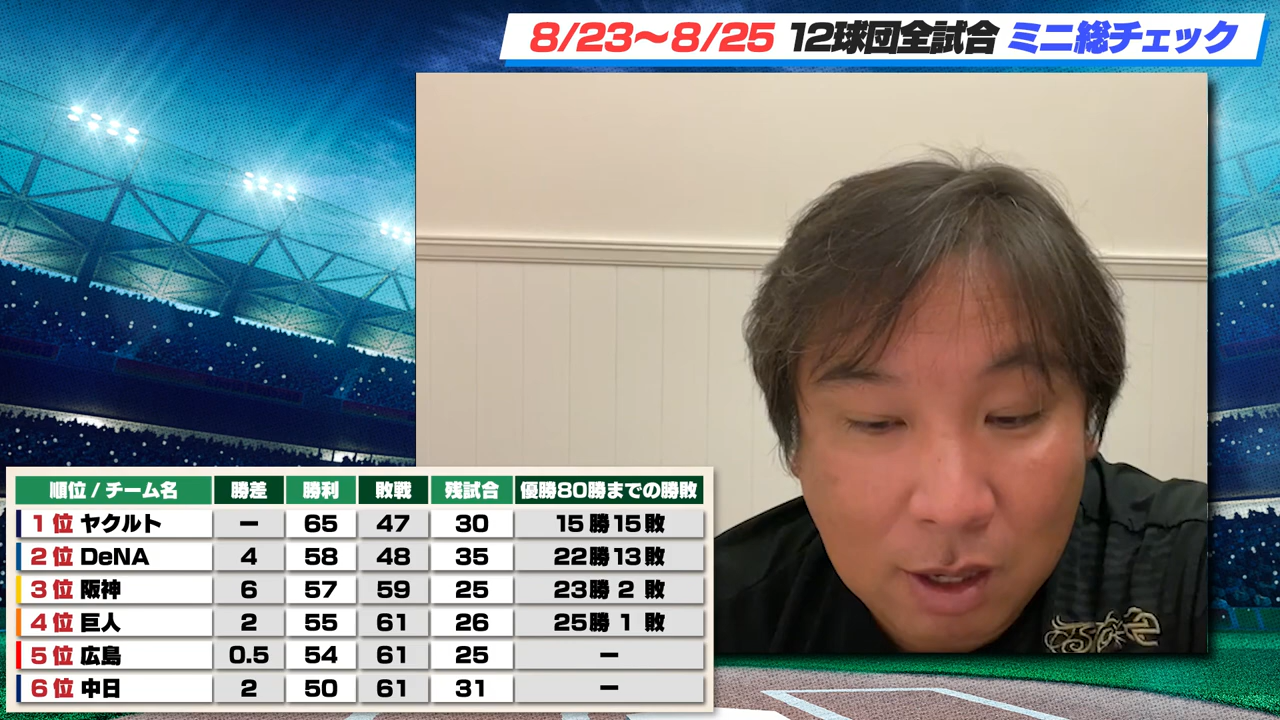 8/23〜8/25 12球団全試合 ミニ総チェック
順位 / チーム名 勝差 勝利 敗戦 残試合 優勝80勝までの勝敗
1位 ヤクルト ー 65 47 30 15勝15敗
2位 DeNA 4 58 48 35 22勝13敗
3位 阪神 6 57 59 25 23勝 2 敗
4位 巨人 2 55 61 26 25勝 1 敗
5位 広島 0.5 54 61 25 ー
6位 中日 2 50 61 31 ー